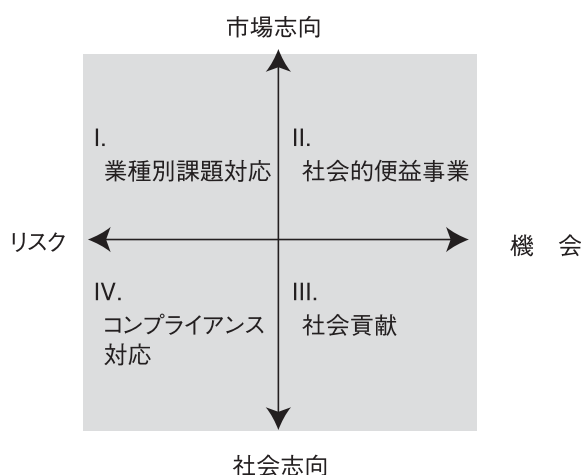 市場志向
I.
業種別課題対応
II.
社会的便益事業
リスク
機　会
IV.
コンプライアンス
対応
III.
社会貢献
社会志向